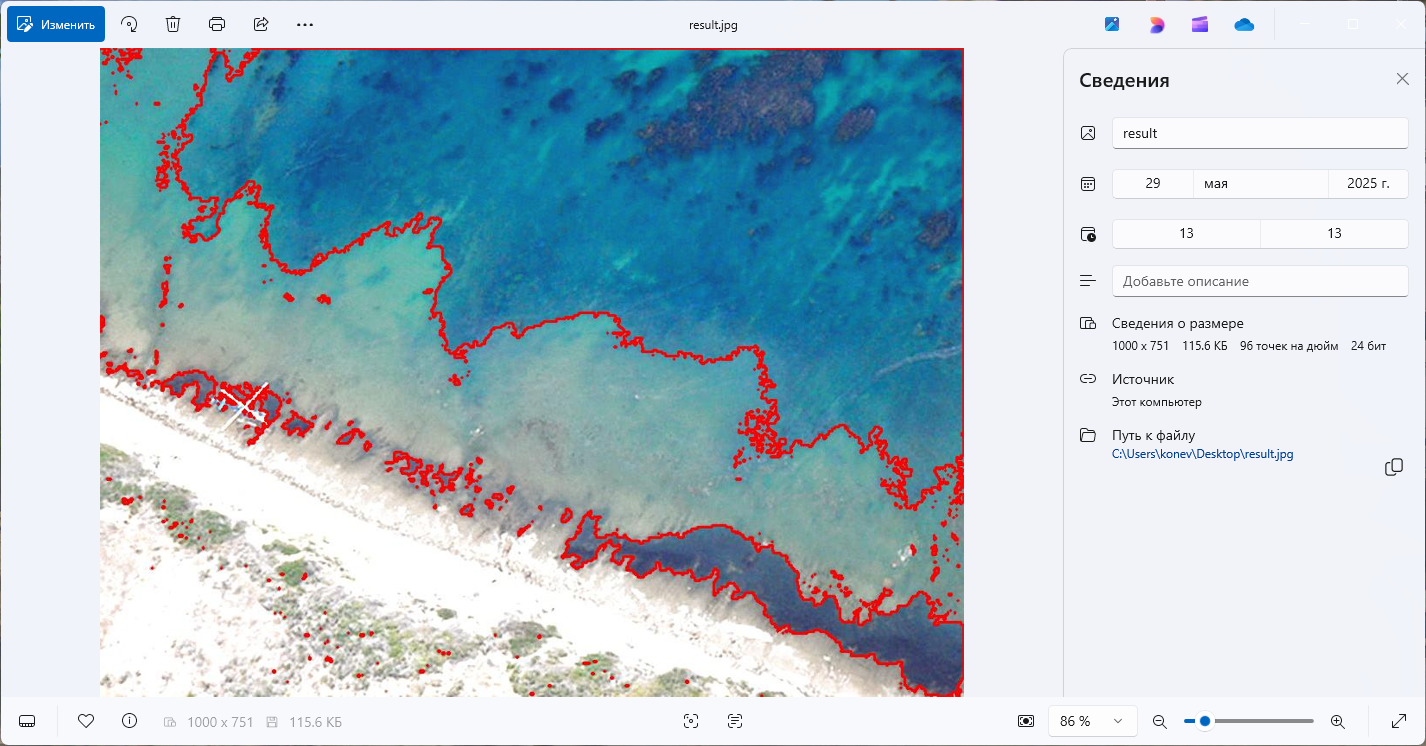 Изменить
result.jpg
Сведения
result
29 мая 2025 г.
13 13
Добавьте описание
Сведения о размере
1000 x 751 115.6 КБ 96 точек на дюйм 24 бит
Источник
Этот компьютер
Путь к файлу
C:\Users\konev\Desktop\result.jpg
1000 x 751 115.6 КБ
86 %